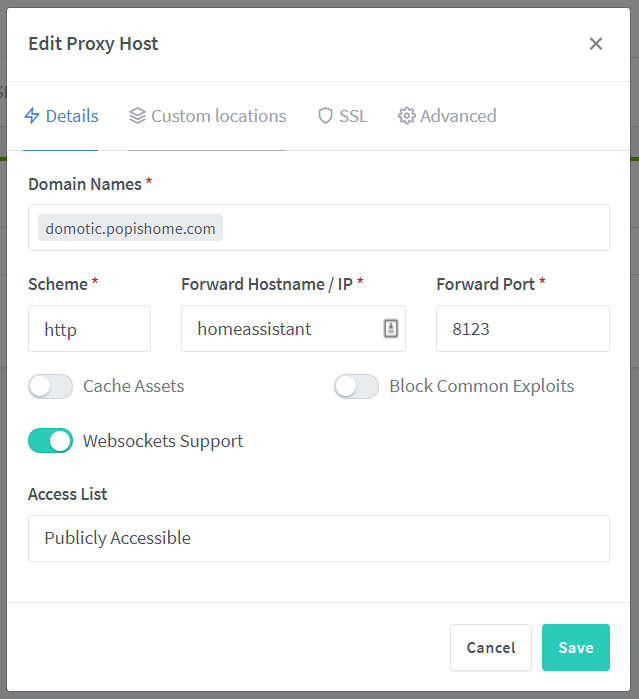 Edit Proxy Host
Details Custom locations SSL Advanced
Domain Names *
domotic.popishome.com
Scheme * Forward Hostname / IP * Forward Port *
http homeassistant 8123
Cache Assets Block Common Exploits
Websockets Support
Access List
Publicly Accessible
Cancel Save